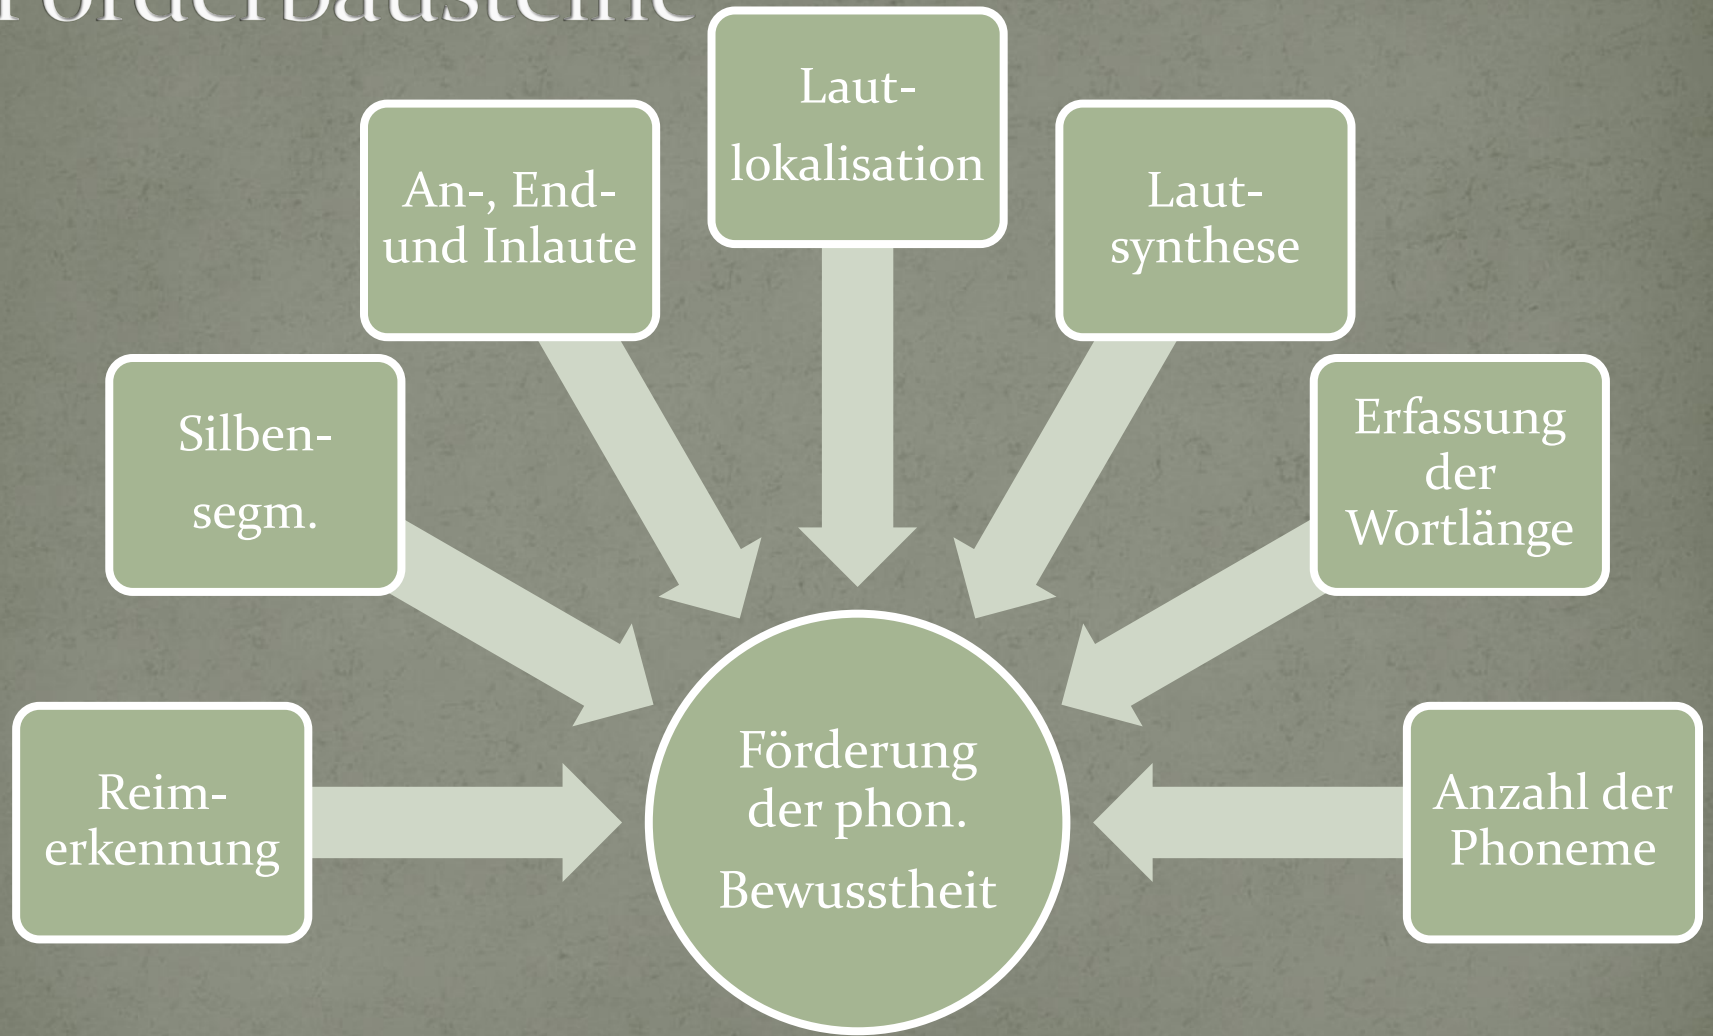 Förderbausteine
Laut-
lokalisation
An-, End-
und Inlaute
Laut-
synthese
Silben-
segm.
Erfassung
der
Wortlänge
Reim-
erkennung
Förderung
der phon.
Bewusstheit
Anzahl der
Phoneme